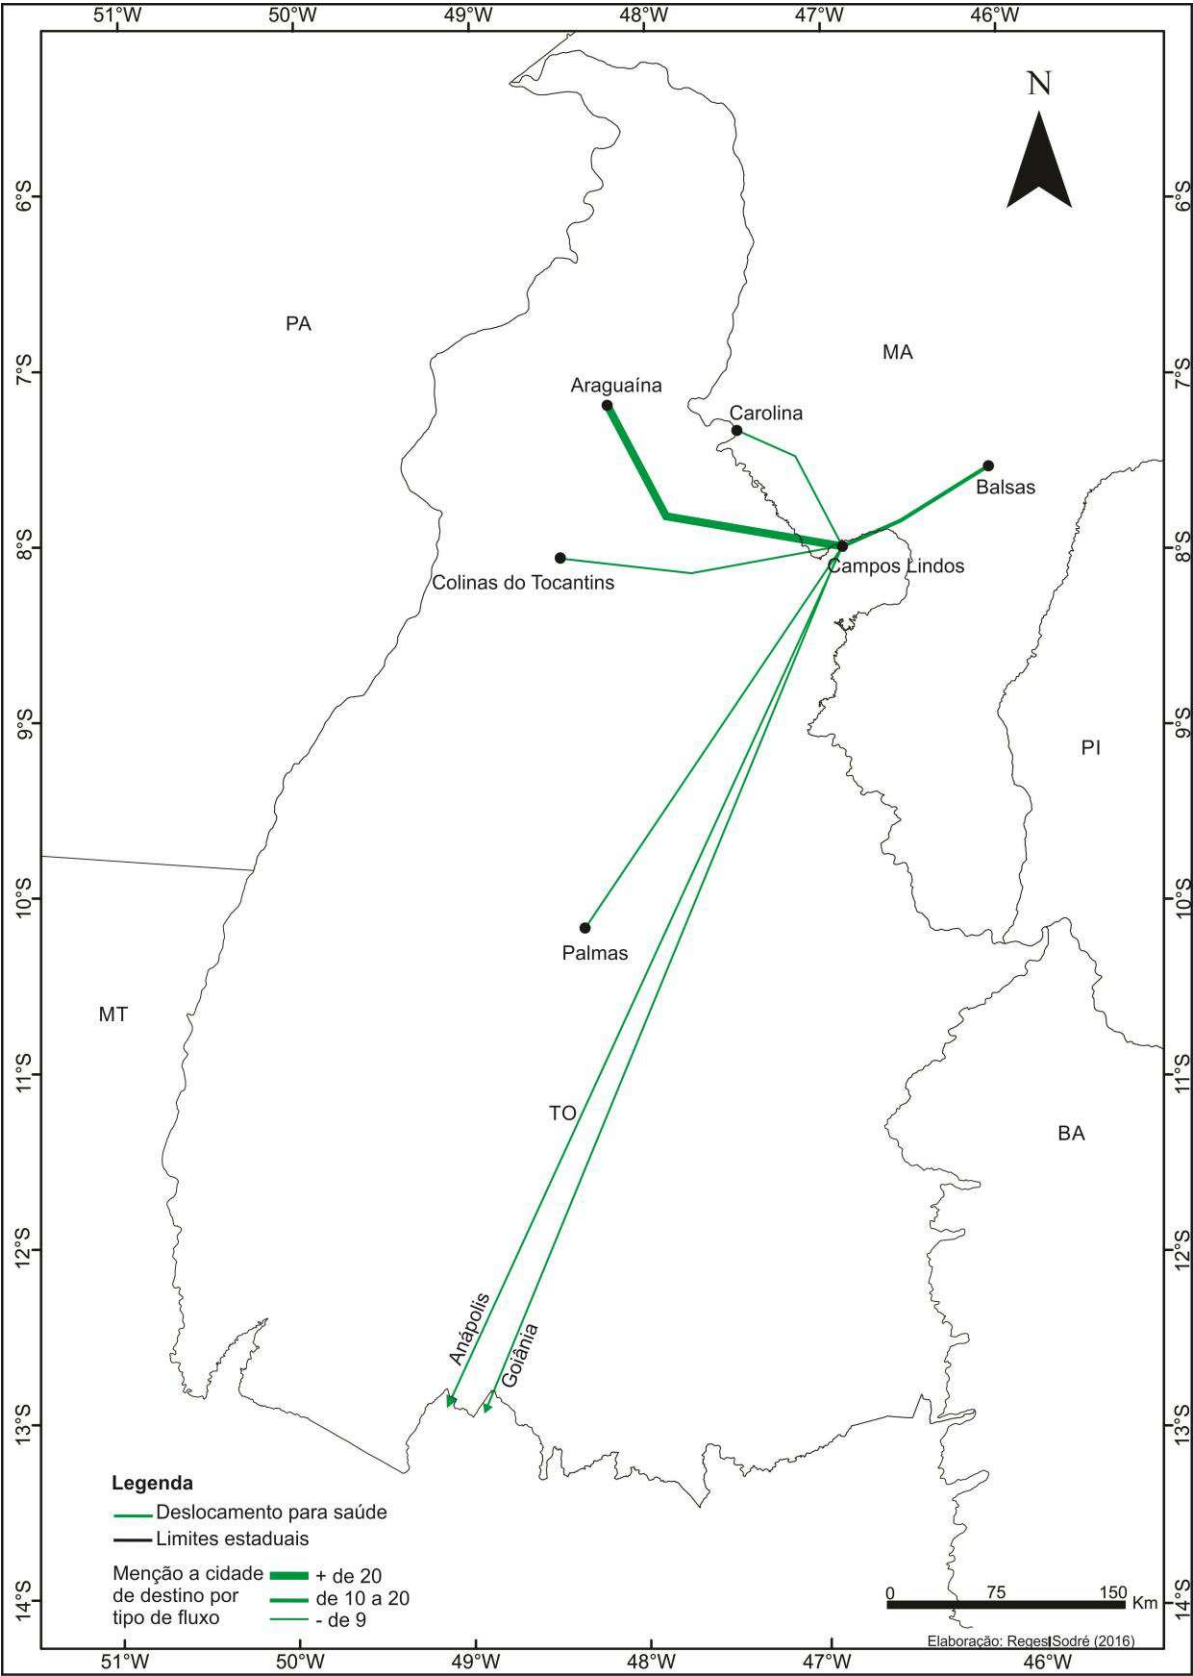 51°W 50°W 49°W 48°W 47°W 46°W
N
6°S 6°S
PA
MA
7°S 7°S
Araguaína
Carolina
Balsas
8°S 8°S
Campos Lindos
Colinas do Tocantins
9°S 9°S
PI
10°S 10°S
Palmas
MT
11°S 11°S
TO
BA
12°S 12°S
Anápolis
Goiânia
13°S 13°S
Legenda
Deslocamento para saúde
Limites estaduais
Menção a cidade
de destino por
tipo de fluxo
+ de 20
de 10 a 20
- de 9
14°S 14°S
0 75 150 Km
Elaboração: Reges Sodré (2016)
51°W 50°W 49°W 48°W 47°W 46°W